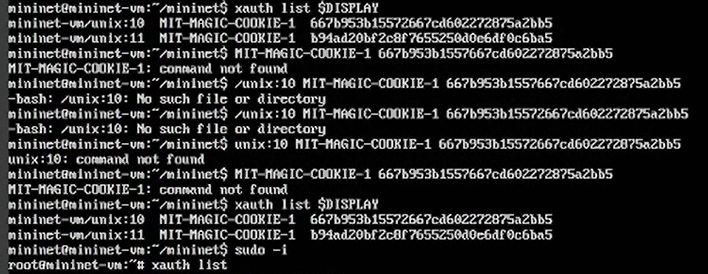 mininet@mininet-vm:~/mininet$ xauth list $DISPLAY
mininet-vm/unix:10  MIT-MAGIC-COOKIE-1  667b953b15572667cd602272875a2bb5
mininet-vm/unix:11  MIT-MAGIC-COOKIE-1  b94ad20bf2c8f7655250d0e6df0c6ba5
mininet@mininet-vm:~/mininet$ MIT-MAGIC-COOKIE-1 667b953b15572667cd602272875a2bb5
MIT-MAGIC-COOKIE-1: command not found
mininet@mininet-vm:~/mininet$ /unix:10 MIT-MAGIC-COOKIE-1 667b953b1557667cd602272875a2bb5
-bash: /unix:10: No such file or directory
mininet@mininet-vm:~/mininet$ /unix:10 MIT-MAGIC-COOKIE-1 667b953b15572667cd602272875a2bb5
-bash: /unix:10: No such file or directory
mininet@mininet-vm:~/mininet$ unix:10 MIT-MAGIC-COOKIE-1 667b953b15572667cd602272875a2bb5
unix:10: command not found
mininet@mininet-vm:~/mininet$ MIT-MAGIC-COOKIE-1 667b953b15572667cd602272875a2bb5
MIT-MAGIC-COOKIE-1: command not found
mininet@mininet-vm:~/mininet$ xauth list $DISPLAY
mininet-vm/unix:10  MIT-MAGIC-COOKIE-1  667b953b15572667cd602272875a2bb5
mininet-vm/unix:11  MIT-MAGIC-COOKIE-1  b94ad20bf2c8f7655250d0e6df0c6ba5
mininet@mininet-vm:~/mininet$ sudo -i
root@mininet-vm:~# xauth list